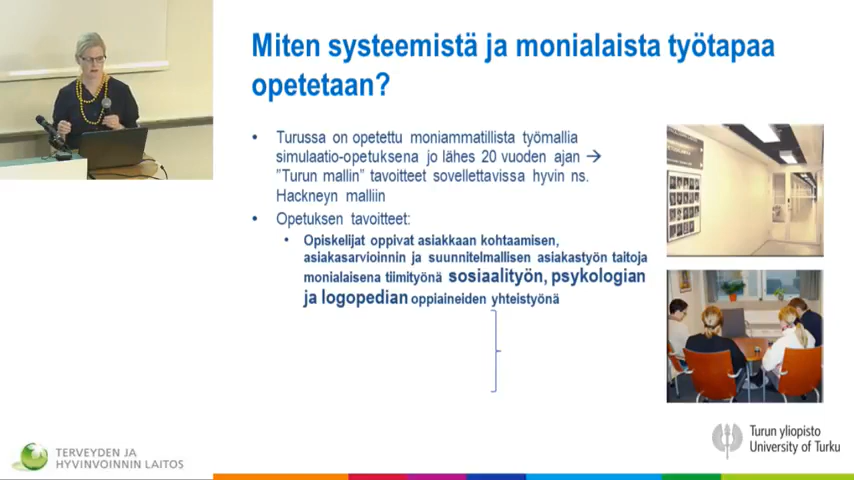 Miten systeemistä ja monialaista työtapaa
opetetaan?
• Turussa on opetettu moniammatillista työmallia
simulaatio-opetuksena jo lähes 20 vuoden ajan →
”Turun mallin” tavoitteet sovellettavissa hyvin ns.
Hackneyn malliin
• Opetuksen tavoitteet:
• Opiskelijat oppivat asiakkaan kohtaamisen,
asiakasarvioinnin ja suunnitelmallisen asiakastyön taitoja
monialaisena tiimityönä sosiaalityön, psykologian
ja logopedian oppiaineiden yhteistyönä
TERVEYDEN JA
HYVINVOINNIN LAITOS
Turun yliopisto
University of Turku